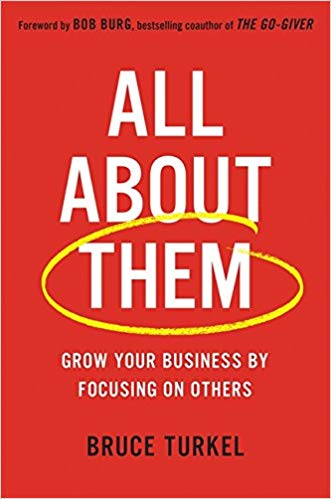 Foreword by BOB BURG, bestselling coauthor of THE GO-GIVER
ALL
ABOUT
THEM
GROW YOUR BUSINESS BY
FOCUSING ON OTHERS
BRUCE TURKEL